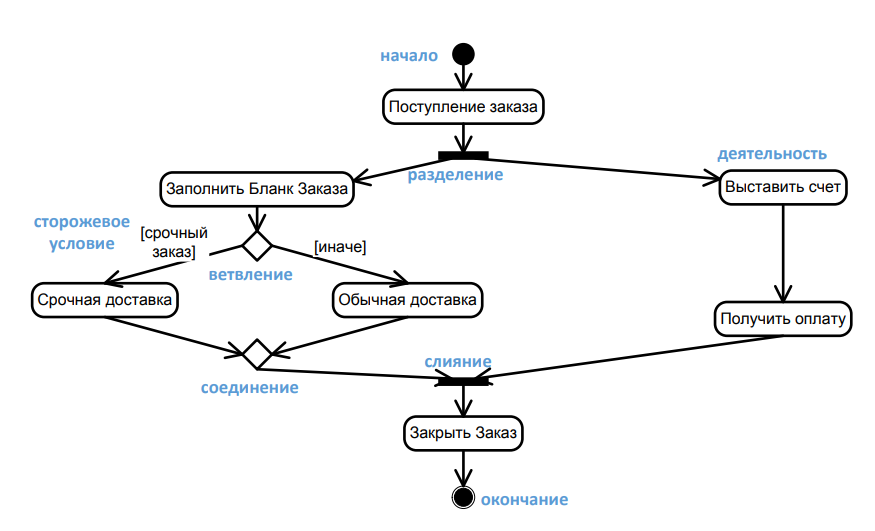 начало
Поступление заказа
деятельность
разделение
Заполнить Бланк Заказа
Выставить счет
сторожевое
условие
[срочный
заказ]
[иначе]
ветвление
Срочная доставка
Обычная доставка
Получить оплату
слияние
соединение
Закрыть Заказ
окончание